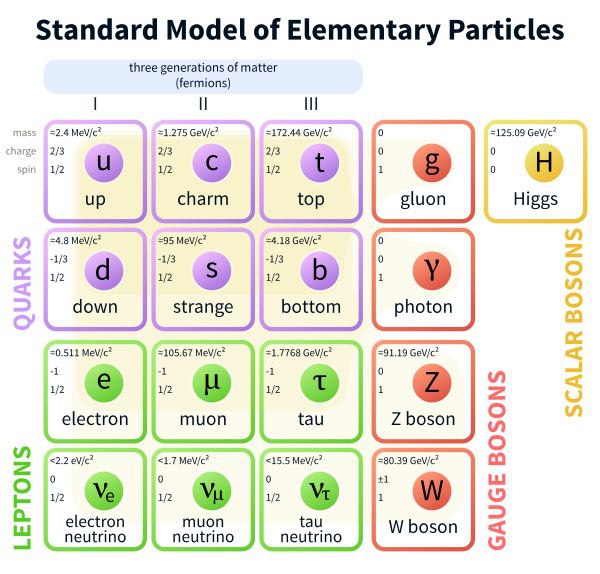 Standard Model of Elementary Particles
three generations of matter
(fermions)
I
II
III
mass
charge
spin
≈2.4 MeV/c²
2/3
1/2
u
up
≈1.275 GeV/c²
2/3
1/2
c
charm
≈172.44 GeV/c²
2/3
1/2
t
top
0
0
1
g
gluon
≈125.09 GeV/c²
0
0
H
Higgs
QUARKS
≈4.8 MeV/c²
-1/3
1/2
d
down
≈95 MeV/c²
-1/3
1/2
s
strange
≈4.18 GeV/c²
-1/3
1/2
b
bottom
0
0
1
γ
photon
SCALAR BOSONS
≈0.511 MeV/c²
-1
1/2
e
electron
≈105.67 MeV/c²
-1
1/2
μ
muon
≈1.7768 GeV/c²
-1
1/2
τ
tau
≈91.19 GeV/c²
0
1
Z
Z boson
GAUGE BOSONS
LEPTONS
<2.2 eV/c²
0
1/2
νe
electron
neutrino
<1.7 MeV/c²
0
1/2
νμ
muon
neutrino
<15.5 MeV/c²
0
1/2
ντ
tau
neutrino
≈80.39 GeV/c²
±1
1
W
W boson